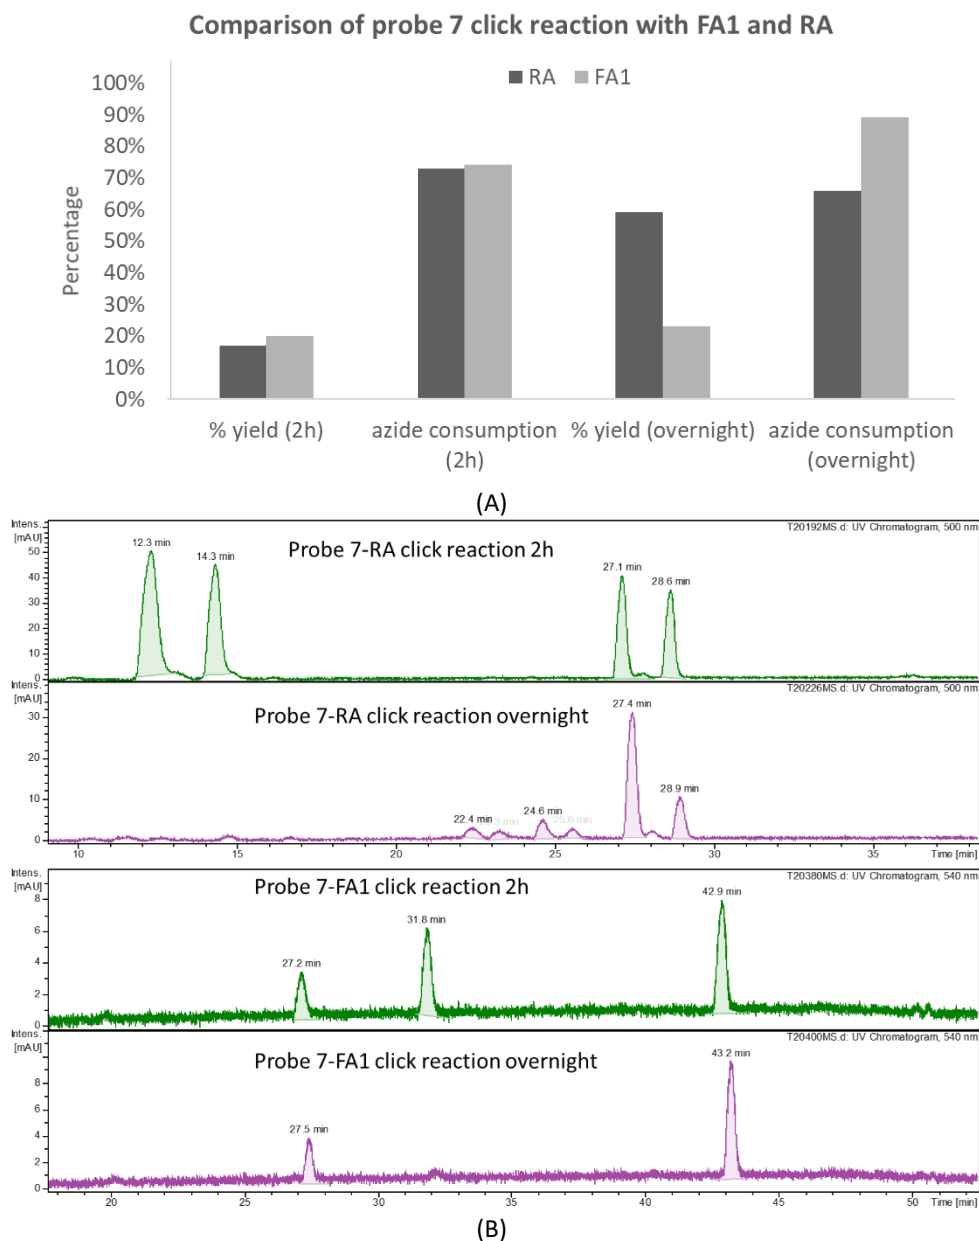 Comparison of probe 7 click reaction with FA1 and RA
RA FA1
Percentage
100%
90%
80%
70%
60%
50%
40%
30%
20%
10%
0%
% yield (2h) azide consumption (2h) % yield (overnight) azide consumption (overnight)
(A)
Intens. [mAU]
T20192MS.d: UV Chromatogram, 500 nm
Probe 7-RA click reaction 2h
12.3 min 14.3 min 27.1 min 28.6 min
50
40
30
20
10
0
Intens. [mAU]
T20226MS.d: UV Chromatogram, 500 nm
Probe 7-RA click reaction overnight
22.4 min 24.6 min 25.6 min 27.4 min 28.9 min
30
20
10
0
10 15 20 25 30 35 Time [min]
Intens. [mAU]
T20380MS.d: UV Chromatogram, 540 nm
Probe 7-FA1 click reaction 2h
27.2 min 31.8 min 42.9 min
8
6
4
2
0
Intens. [mAU]
T20400MS.d: UV Chromatogram, 540 nm
Probe 7-FA1 click reaction overnight
27.5 min 43.2 min
8
6
4
2
0
20 25 30 35 40 45 50 Time [min]
(B)